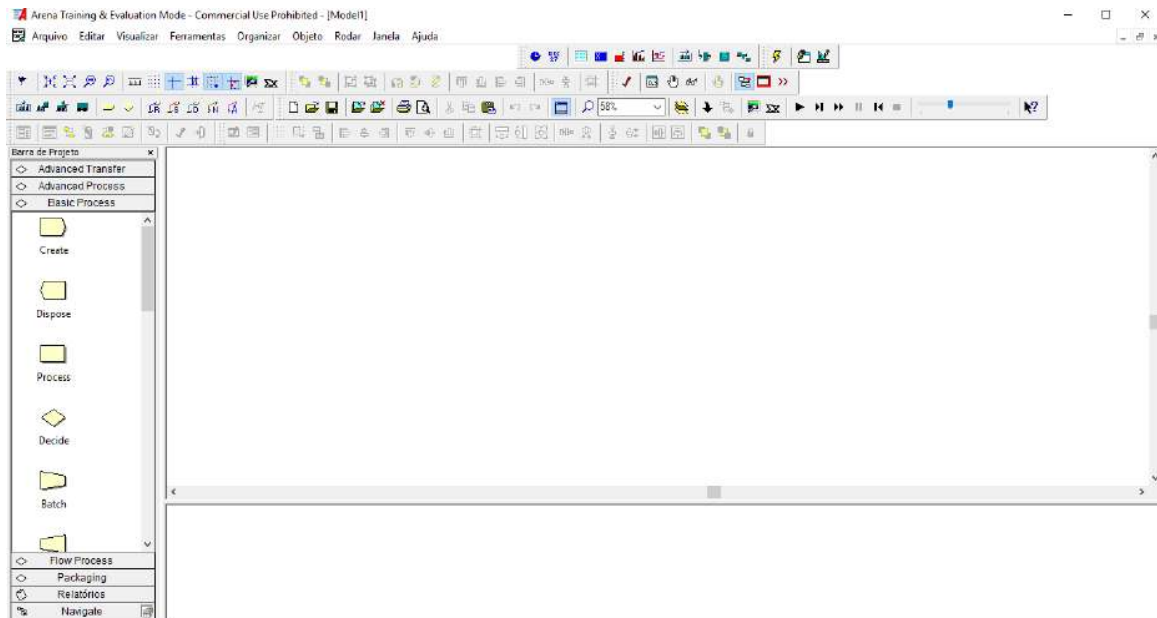 Arena Training & Evaluation Mode - Commercial Use Prohibited - [Model1]
Arquivo Editar Visualizar Ferramentas Organizar Objeto Rodar Janela Ajuda
58%
Barra de Projeto
Advanced Transfer
Advanced Process
Basic Process
Create
Dispose
Process
Decide
Batch
Flow Process
Packaging
Relatórios
Navigate